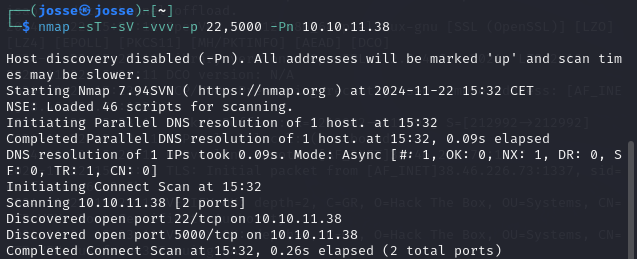 ┌──(josse㉿josse)-[~]
└─$ nmap -sT -sV -vvv -p 22,5000 -Pn 10.10.11.38
Host discovery disabled (-Pn). All addresses will be marked 'up' and scan tim
es may be slower.
Starting Nmap 7.94SVN ( https://nmap.org ) at 2024-11-22 15:32 CET
NSE: Loaded 46 scripts for scanning.
Initiating Parallel DNS resolution of 1 host. at 15:32
Completed Parallel DNS resolution of 1 host. at 15:32, 0.09s elapsed
DNS resolution of 1 IPs took 0.09s. Mode: Async [#: 1, OK: 0, NX: 1, DR: 0, S
F: 0, TR: 1, CN: 0]
Initiating Connect Scan at 15:32
Scanning 10.10.11.38 [2 ports]
Discovered open port 22/tcp on 10.10.11.38
Discovered open port 5000/tcp on 10.10.11.38
Completed Connect Scan at 15:32, 0.26s elapsed (2 total ports)